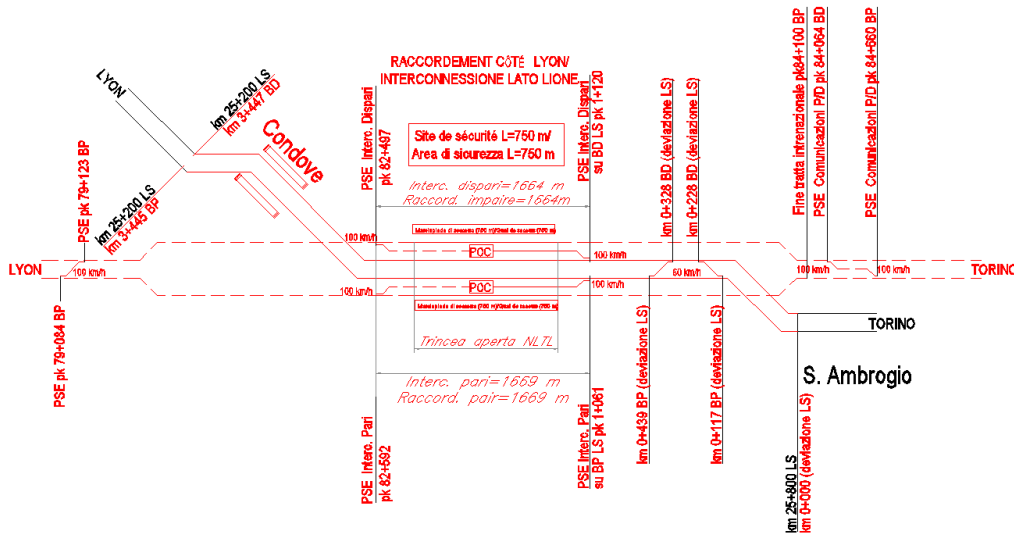 RACCORDEMENT CÔTÉ LYON/
INTERCONNESSIONE LATO LIONE
LYON
km 25+200 LS
km 3+447 BD
Condove
PSE Interc. Dispari
pk 82+497
Site de sécurité L=750 m/
Area di sicurezza L=750 m
Interc. dispari=1664 m
Raccord. impaire=1664m
PSE Interc. Dispari
su BD LS pk 1+120
km 0+328 BD (deviazione LS)
km 0+228 BD (deviazione LS)
Fine tratta intrenazionale pk84+100 BP
PSE Comunicazioni P/D pk 84+064 BD
PSE Comunicazioni P/D pk 84+660 BP
PSE pk 79+123 BP
km 25+200 LS
km 3+445 BP
100 km/h
POC
100 km/h
LYON
100 km/h
60 km/h
100 km/h
100 km/h
TORINO
100 km/h
POC
100 km/h
PSE pk 79+084 BP
Trincea aperta NLTL
TORINO
S. Ambrogio
Interc. pari=1669 m
Raccord. pair=1669 m
PSE Interc. Pari
pk 82+592
PSE Interc. Pari
su BP LS pk 1+061
km 0+439 BP (deviazione LS)
km 0+117 BP (deviazione LS)
km 25+800 LS
km 0+000 (deviazione LS)